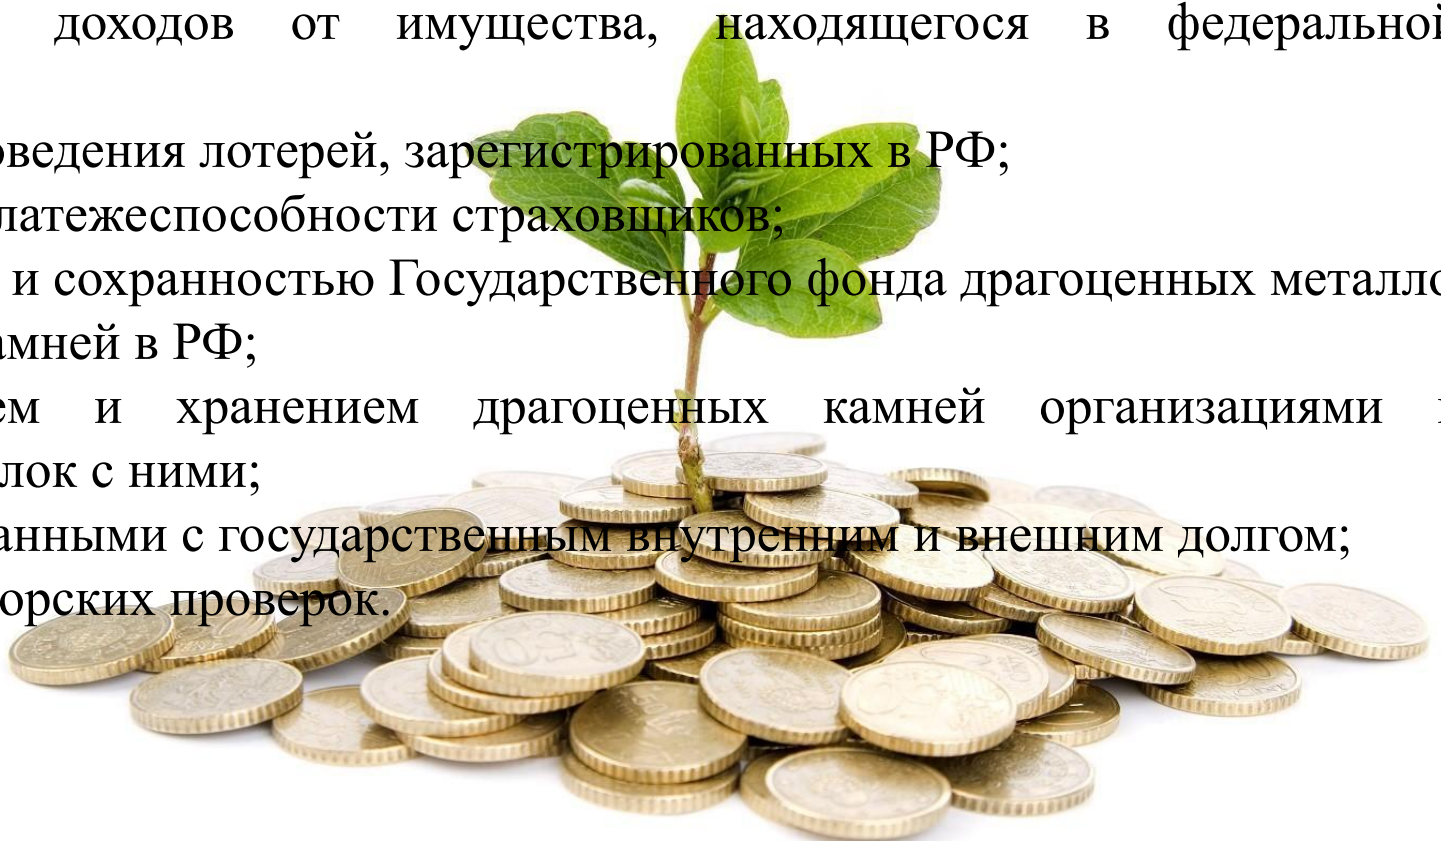 доходов от имущества, находящегося в федеральной
оведения лотерей, зарегистрированных в РФ;
латежеспособности страховщиков;
и сохранностью Государственного фонда драгоценных металло
амней в РФ;
ем и хранением драгоценных камней организациями
лок с ними;
анными с государственным внутренним и внешним долгом;
орских проверок.